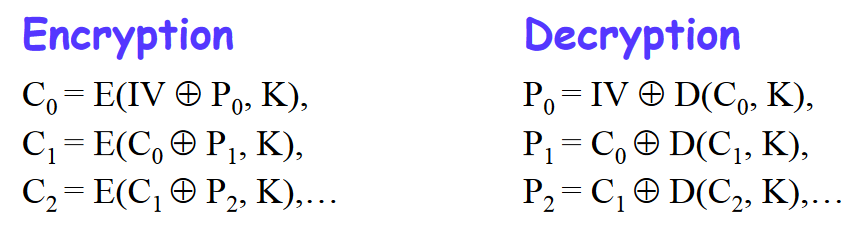 Encryption
C₀ = E(IV ⊕ P₀, K),
C₁ = E(C₀ ⊕ P₁, K),
C₂ = E(C₁ ⊕ P₂, K),…
Decryption
P₀ = IV ⊕ D(C₀, K),
P₁ = C₀ ⊕ D(C₁, K),
P₂ = C₁ ⊕ D(C₂, K),…